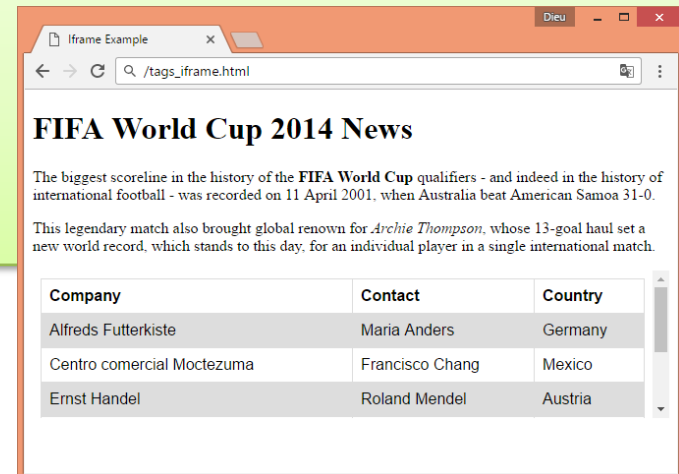 Dieu
Iframe Example
/tags_iframe.html
FIFA World Cup 2014 News
The biggest scoreline in the history of the FIFA World Cup qualifiers - and indeed in the history of
international football - was recorded on 11 April 2001, when Australia beat American Samoa 31-0.
This legendary match also brought global renown for Archie Thompson, whose 13-goal haul set a
new world record, which stands to this day, for an individual player in a single international match.
Company Contact Country
Alfreds Futterkiste Maria Anders Germany
Centro comercial Moctezuma Francisco Chang Mexico
Ernst Handel Roland Mendel Austria